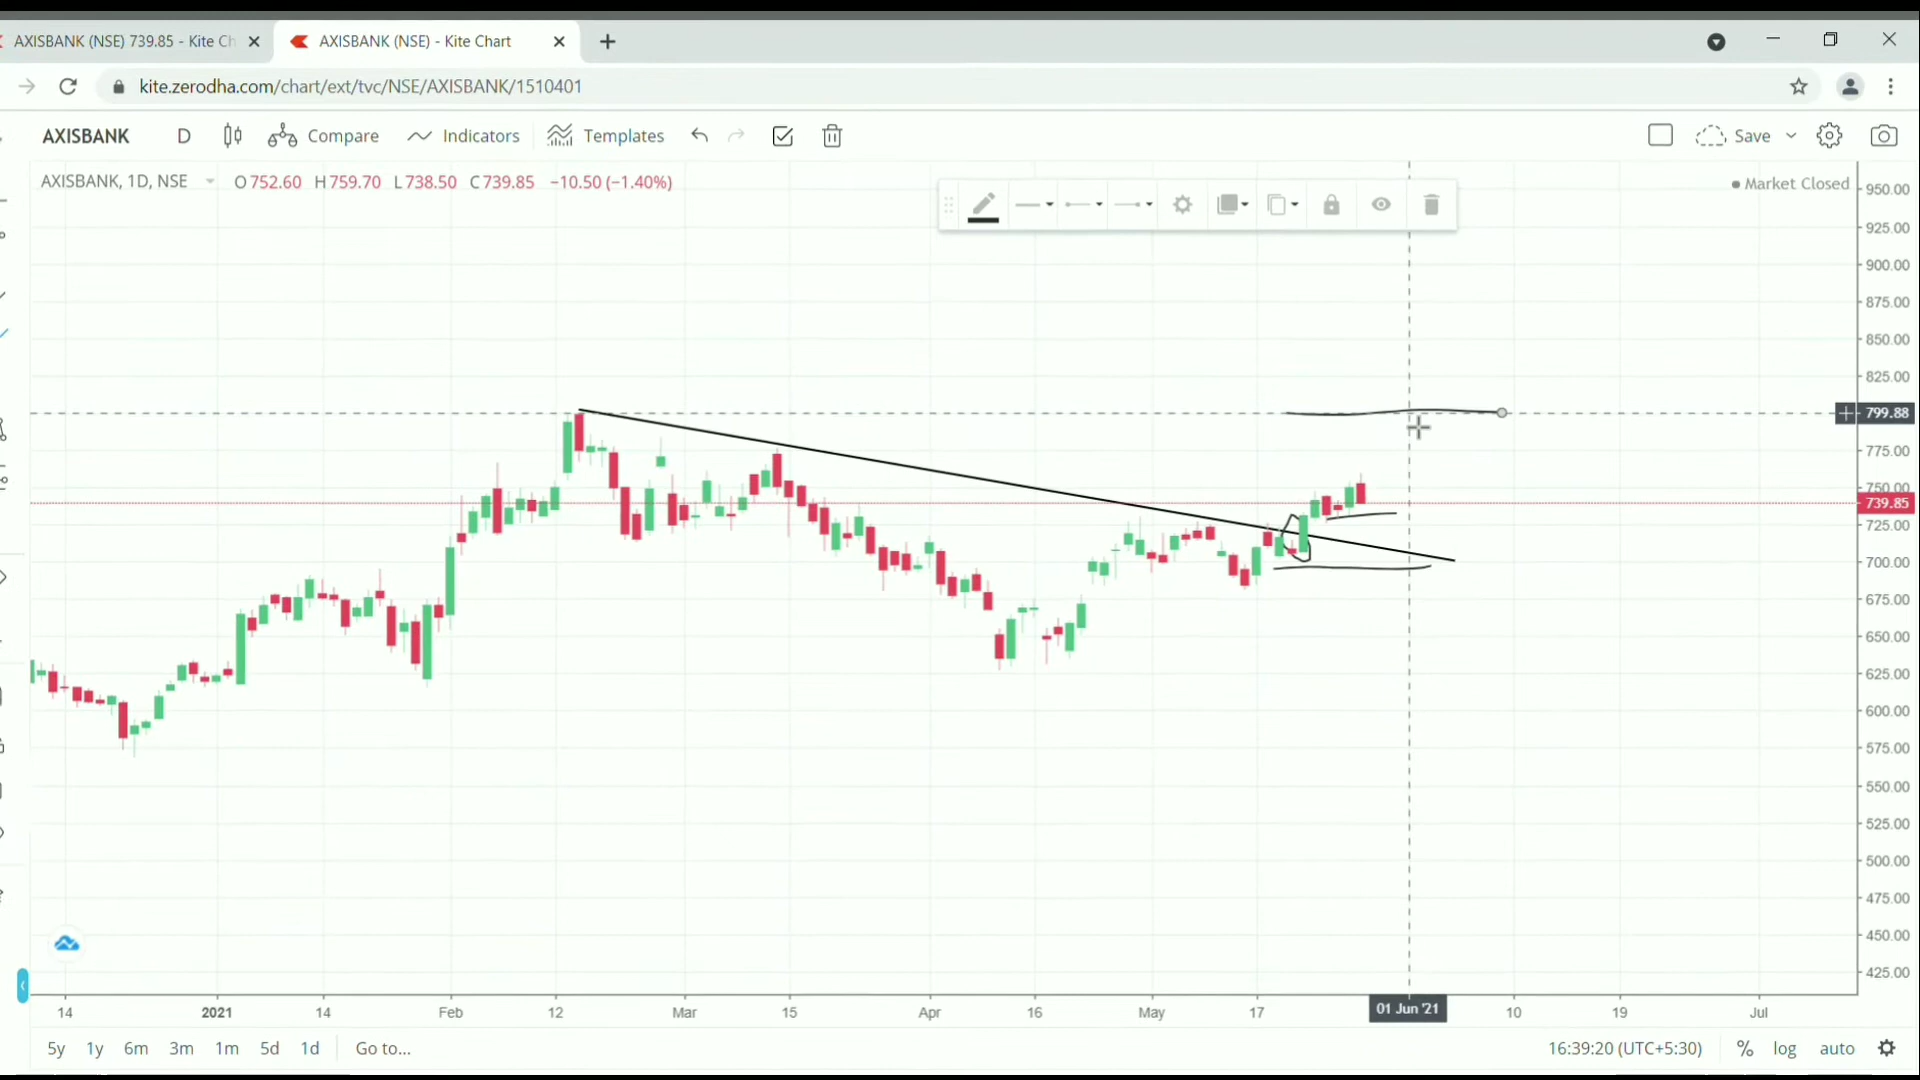 AXISBANK (NSE) 739.85 - Kite Ch
AXISBANK (NSE) - Kite Chart
kite.zerodha.com/chart/ext/tvc/NSE/AXISBANK/1510401
AXISBANK D Compare Indicators Templates Save
AXISBANK, 1D, NSE O752.60 H759.70 L738.50 C739.85 −10.50 (−1.40%)
Market Closed
950.00
925.00
900.00
875.00
850.00
825.00
799.88
775.00
750.00
739.85
725.00
700.00
675.00
650.00
625.00
600.00
575.00
550.00
525.00
500.00
475.00
450.00
425.00
14 2021 14 Feb 12 Mar 15 Apr 16 May 17 01 Jun '21 10 19 Jul
5y 1y 6m 3m 1m 5d 1d Go to... 16:39:20 (UTC+5:30) % log auto